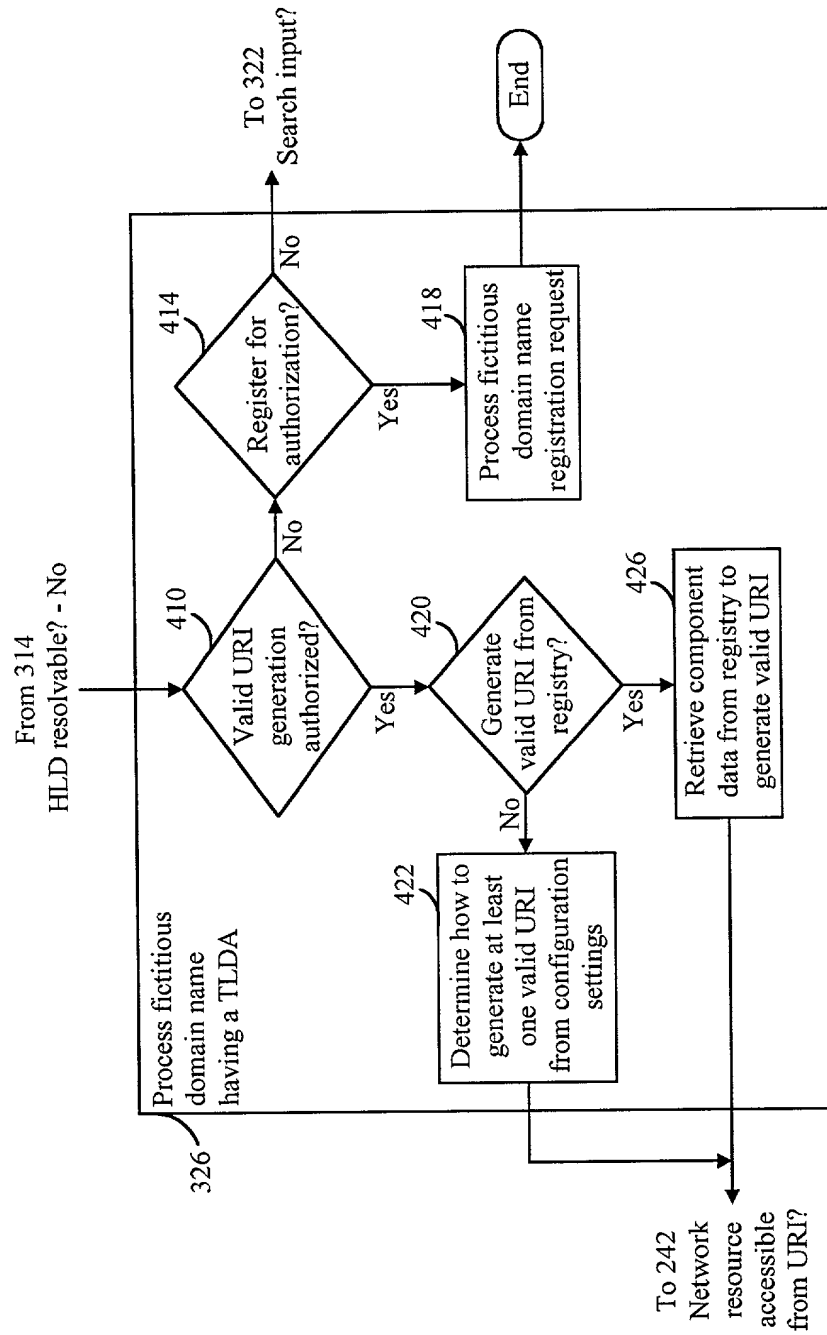 From 314
HLD resolvable? - No
Process fictitious
domain name
having a TLDA
326
410
Valid URI
generation
authorized?
No
Yes
414
Register for
authorization?
No
To 322
Search input?
Yes
418
Process fictitious
domain name
registration request
End
420
Generate
valid URI from
registry?
No
Yes
422
Determine how to
generate at least
one valid URI
from configuration
settings
426
Retrieve component
data from registry to
generate valid URI
To 242
Network
resource
accessible
from URI?